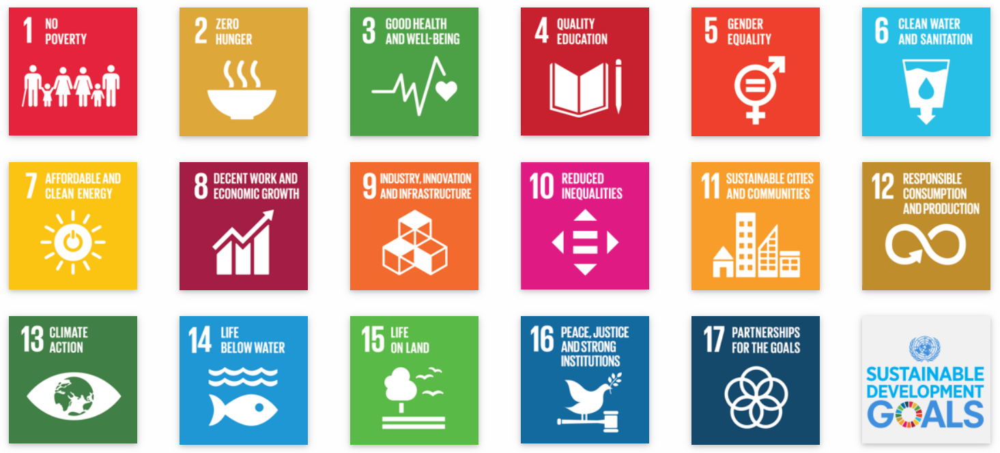 1 NO
POVERTY
2 ZERO
HUNGER
3 GOOD HEALTH
AND WELL-BEING
4 QUALITY
EDUCATION
5 GENDER
EQUALITY
6 CLEAN WATER
AND SANITATION
7 AFFORDABLE AND
CLEAN ENERGY
8 DECENT WORK AND
ECONOMIC GROWTH
9 INDUSTRY, INNOVATION
AND INFRASTRUCTURE
10 REDUCED
INEQUALITIES
11 SUSTAINABLE CITIES
AND COMMUNITIES
12 RESPONSIBLE
CONSUMPTION
AND PRODUCTION
13 CLIMATE
ACTION
14 LIFE
BELOW WATER
15 LIFE
ON LAND
16 PEACE, JUSTICE
AND STRONG
INSTITUTIONS
17 PARTNERSHIPS
FOR THE GOALS
SUSTAINABLE
DEVELOPMENT
GOALS